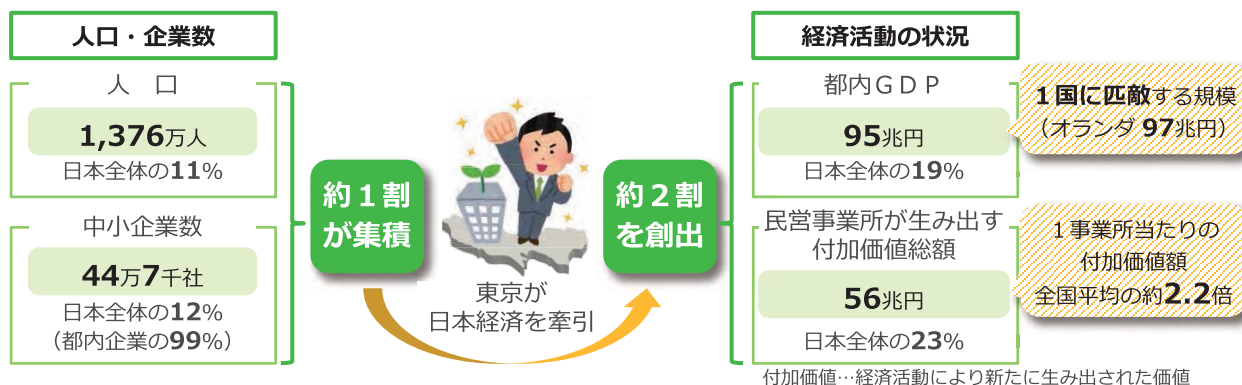 人口・企業数
人　口
1,376万人
日本全体の11%
中小企業数
44万7千社
日本全体の12%
（都内企業の99%）
約１割
が集積
東京が
日本経済を牽引
約２割
を創出
経済活動の状況
都内ＧＤＰ
95兆円
日本全体の19%
１国に匹敵する規模
（オランダ 97兆円）
民営事業所が生み出す
付加価値総額
56兆円
日本全体の23%
１事業所当たりの
付加価値額
全国平均の約2.2倍
付加価値…経済活動により新たに生み出された価値